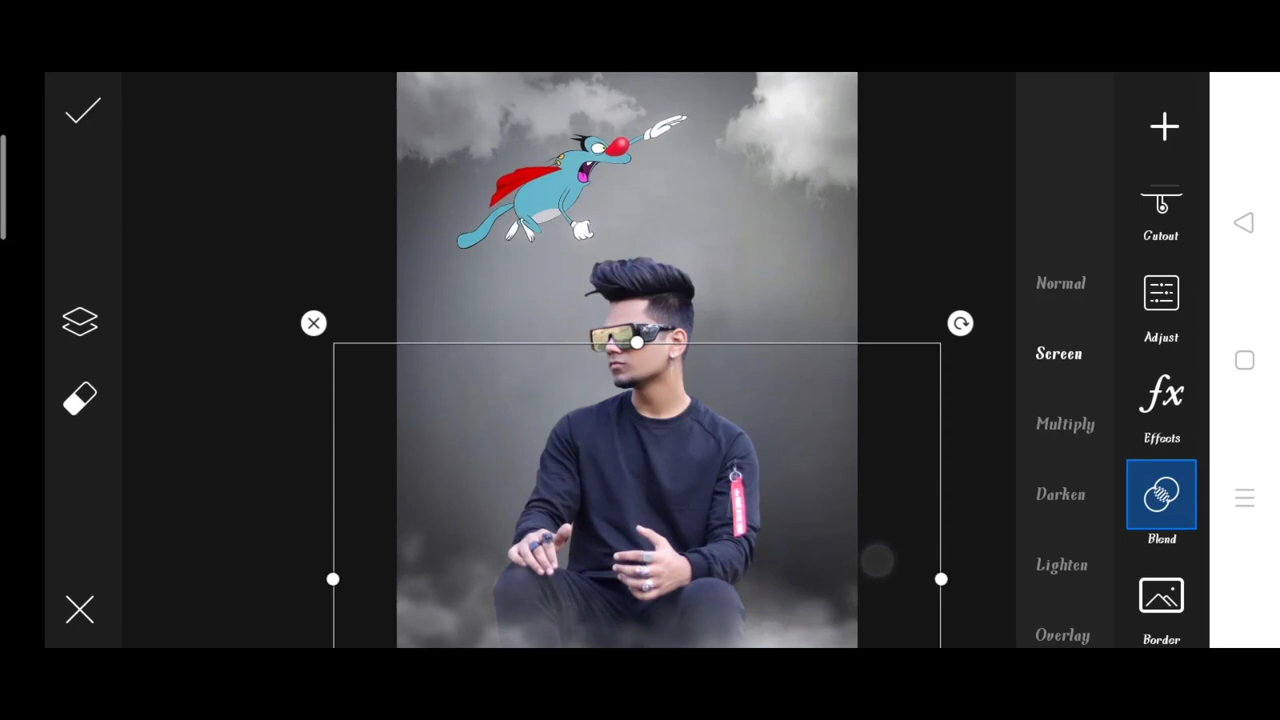 Cutout
Adjust
Effects
Blend
Border
Normal
Screen
Multiply
Darken
Lighten
Overlay